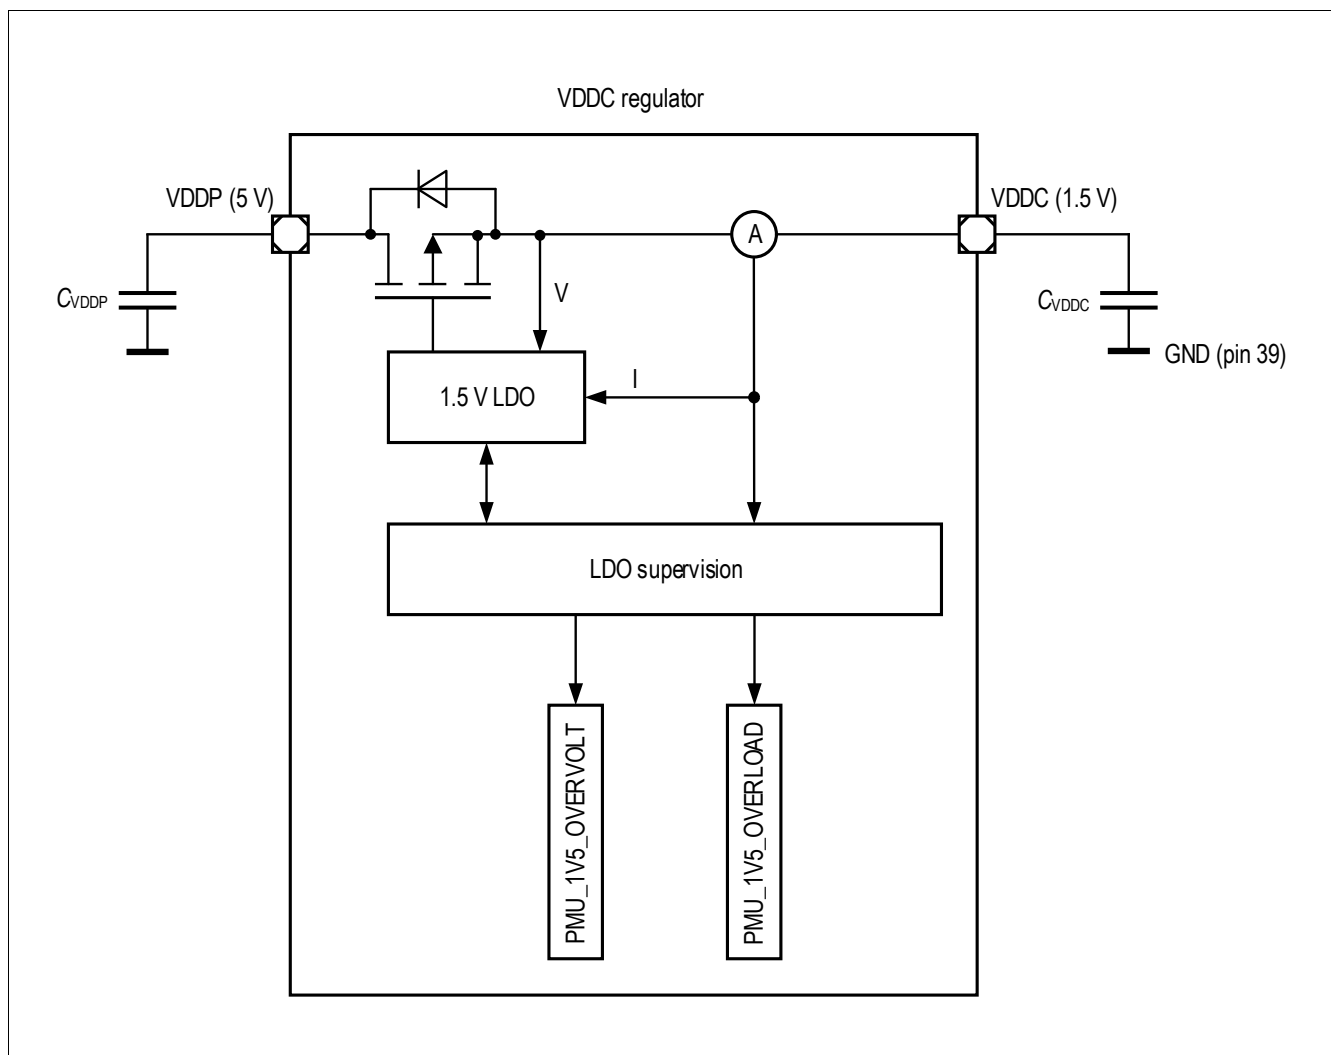 VDDC regulator
VDDP (5 V)
VDDC (1.5 V)
A
CVDDP
V
CVDDC
GND (pin 39)
I
1.5 V LDO
LDO supervision
PMU_1V5_OVERVOLT
PMU_1V5_OVERLOAD